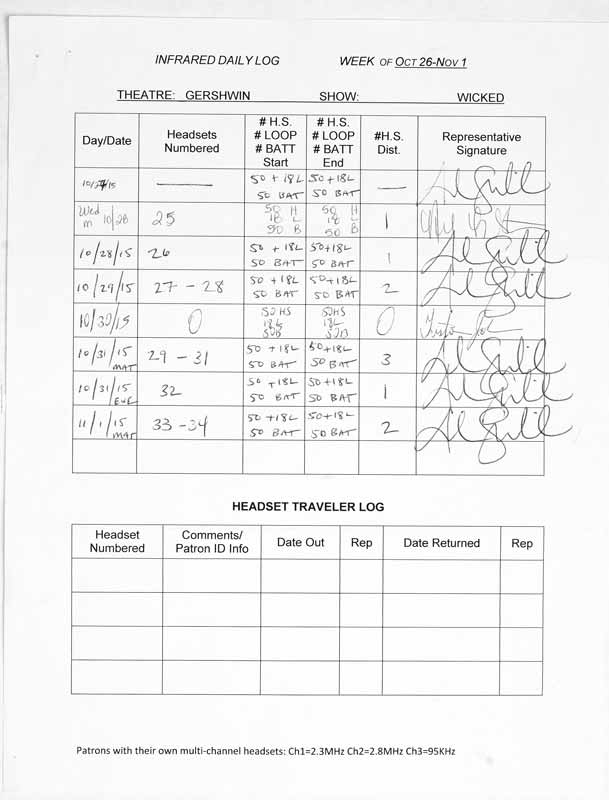 INFRARED DAILY LOG WEEK OF OCT 26-NOV 1
THEATRE: GERSHWIN SHOW: WICKED
Day/Date Headsets Numbered # H.S. # LOOP # BATT Start # H.S. # LOOP # BATT End #H.S. Dist. Representative Signature
10/27/15 — 50 + 18L 50 BAT 50+18L 50 BAT —
Wed m 10/28 25 50 H 18 L 50 B 50 H 18 L 50 B 1
10/28/15 26 50 + 18L 50 BAT 50+18L 50 BAT 1
10/29/15 27 - 28 50 + 18L 50 BAT 50+18L 50 BAT 2
10/30/15 0 50HS 18L 50B 50HS 18L 50B 0
10/31/15 MAT 29 - 31 50 + 18L 50 BAT 50+18L 50 BAT 3
10/31/15 EVE 32 50 + 18L 50 BAT 50+18L 50 BAT 1
11/1/15 MAT 33 - 34 50 + 18L 50 BAT 50+18L 50 BAT 2
HEADSET TRAVELER LOG
Headset Numbered Comments/ Patron ID Info Date Out Rep Date Returned Rep
Patrons with their own multi-channel headsets: Ch1=2.3MHz Ch2=2.8MHz Ch3=95KHz